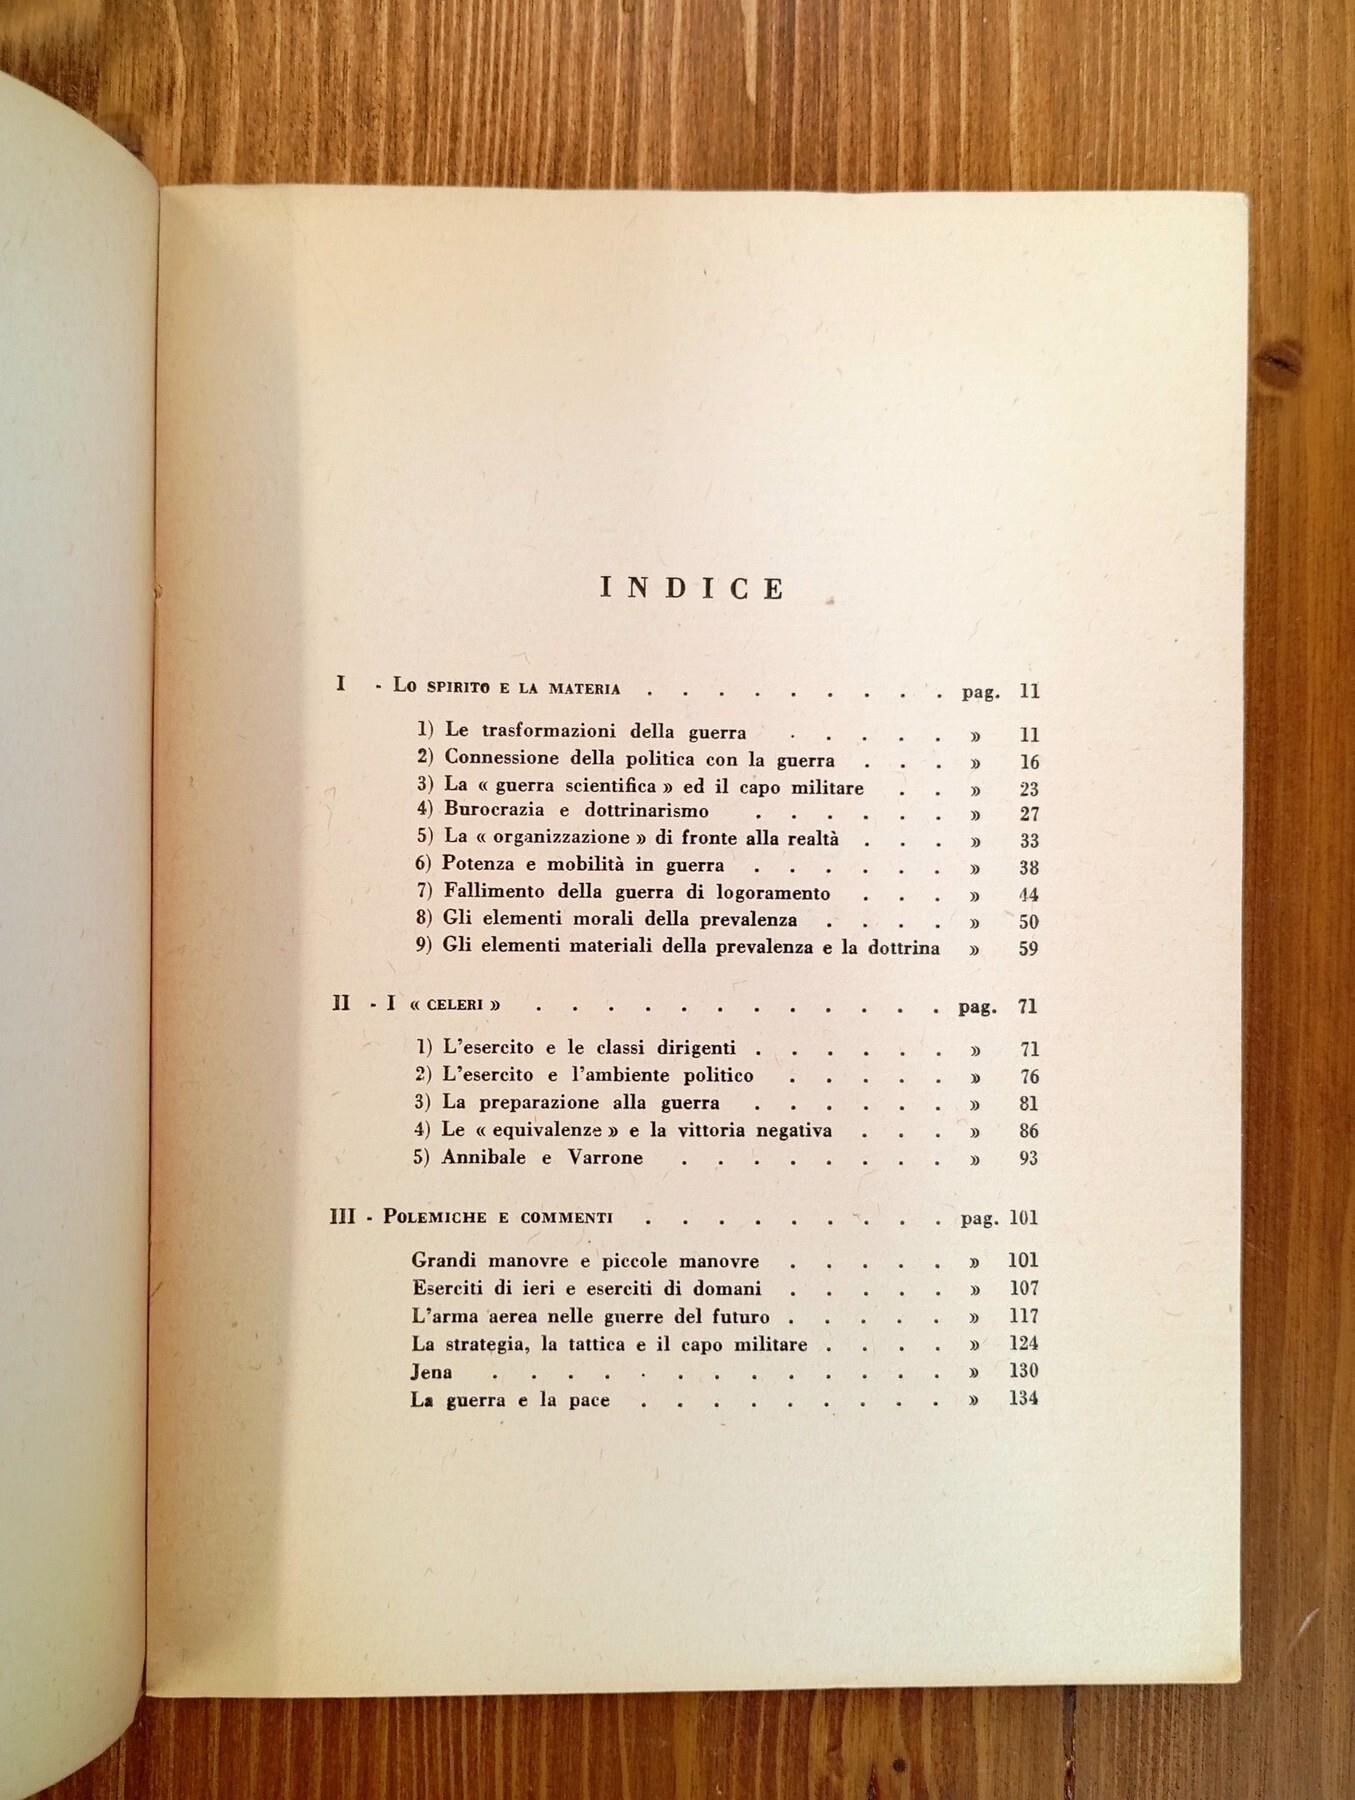 INDICE
I - Lo spirito e la materia . . . . . . . . . pag. 11
1) Le trasformazioni della guerra . . . . . » 11
2) Connessione della politica con la guerra . . . » 16
3) La « guerra scientifica » ed il capo militare . . » 23
4) Burocrazia e dottrinarismo . . . . . . » 27
5) La « organizzazione » di fronte alla realtà . . . » 33
6) Potenza e mobilità in guerra . . . . . . » 38
7) Fallimento della guerra di logoramento . . . » 44
8) Gli elementi morali della prevalenza . . . . » 50
9) Gli elementi materiali della prevalenza e la dottrina » 59
II - I « celeri » . . . . . . . . . . . . pag. 71
1) L'esercito e le classi dirigenti . . . . . . » 71
2) L'esercito e l'ambiente politico . . . . . » 76
3) La preparazione alla guerra . . . . . . » 81
4) Le « equivalenze » e la vittoria negativa . . . » 86
5) Annibale e Varrone . . . . . . . . » 93
III - Polemiche e commenti . . . . . . . . . pag. 101
Grandi manovre e piccole manovre . . . . . » 101
Eserciti di ieri e eserciti di domani . . . . . » 107
L'arma aerea nelle guerre del futuro . . . . . » 117
La strategia, la tattica e il capo militare . . . . » 124
Jena . . . . . . . . . . . . . » 130
La guerra e la pace . . . . . . . . . » 134